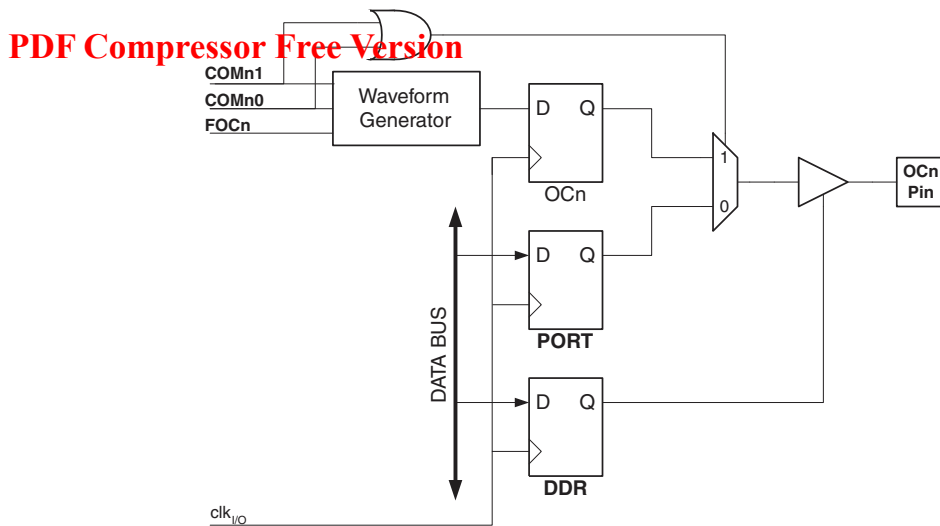 PDF Compressor Free Version
COMn1
COMn0
FOCn
Waveform
Generator
D Q
OCn
1
0
OCn
Pin
D Q
PORT
DATA BUS
D Q
DDR
clkI/O